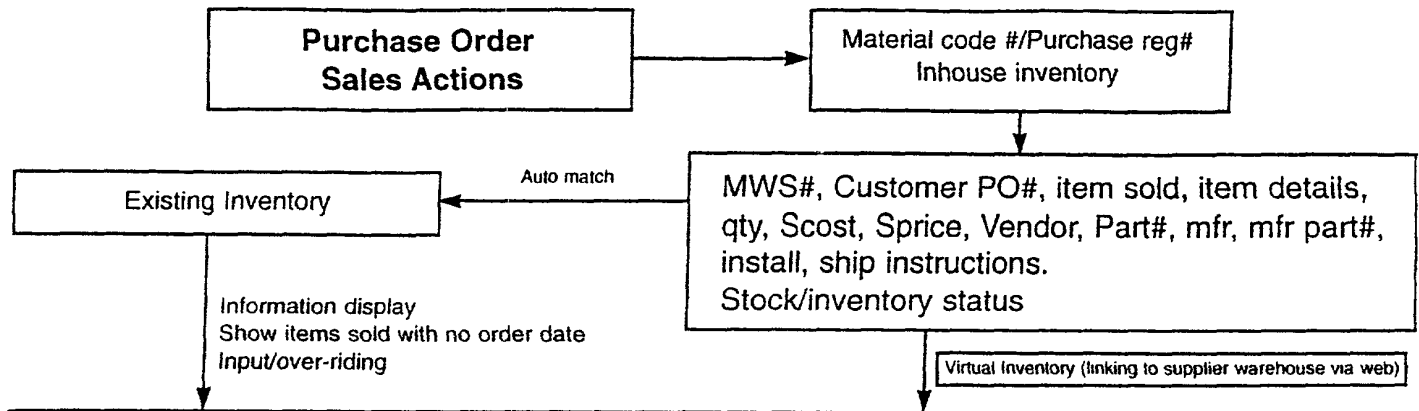 Purchase Order
Sales Actions
Material code #/Purchase reg#
Inhouse inventory
Auto match
Existing Inventory
MWS#, Customer PO#, item sold, item details,
qty, Scost, Sprice, Vendor, Part#, mfr, mfr part#,
install, ship instructions.
Stock/inventory status
Information display
Show items sold with no order date
Input/over-riding
Virtual Inventory (linking to supplier warehouse via web)